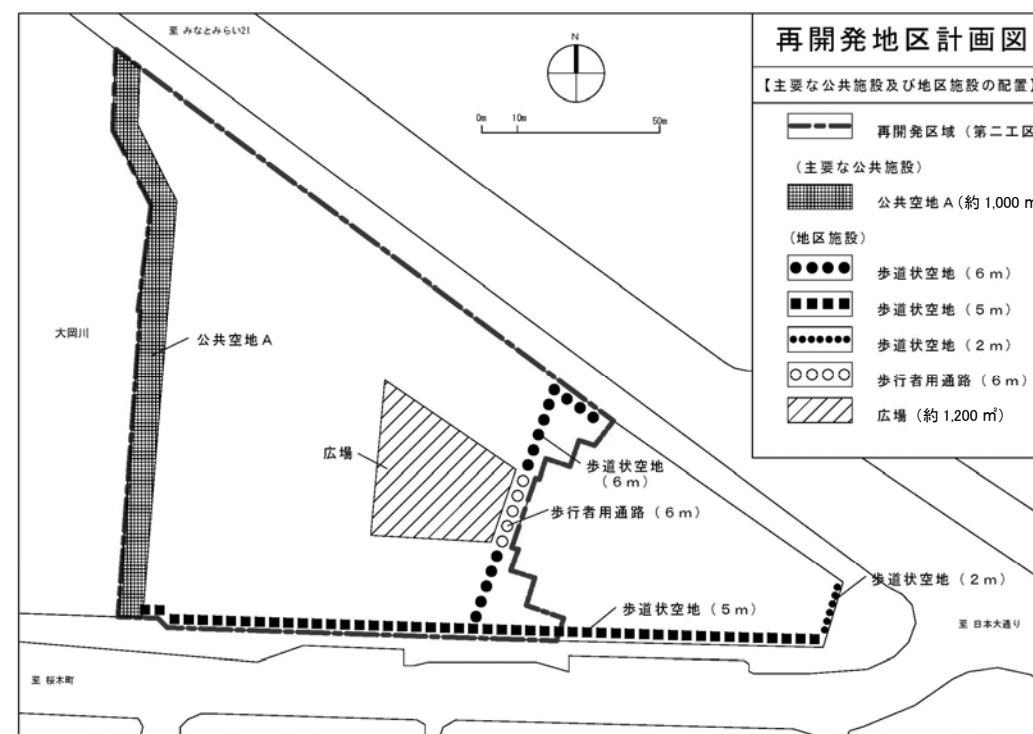 再開発地区計画図
【主要な公共施設及び地区施設の配置】
再開発区域（第二工区
（主要な公共施設）
公共空地A（約1,000㎡
（地区施設）
歩道状空地（6m）
歩道状空地（5m）
歩道状空地（2m）
歩行者用通路（6m）
広場（約1,200㎡）
至 みなとみらい21
N
0m 10m 50m
大岡川
公共空地A
広場
歩道状空地
（6m）
歩行者用通路（6m）
歩道状空地（2m）
歩道状空地（5m）
至 日本大通り
至 桜木町